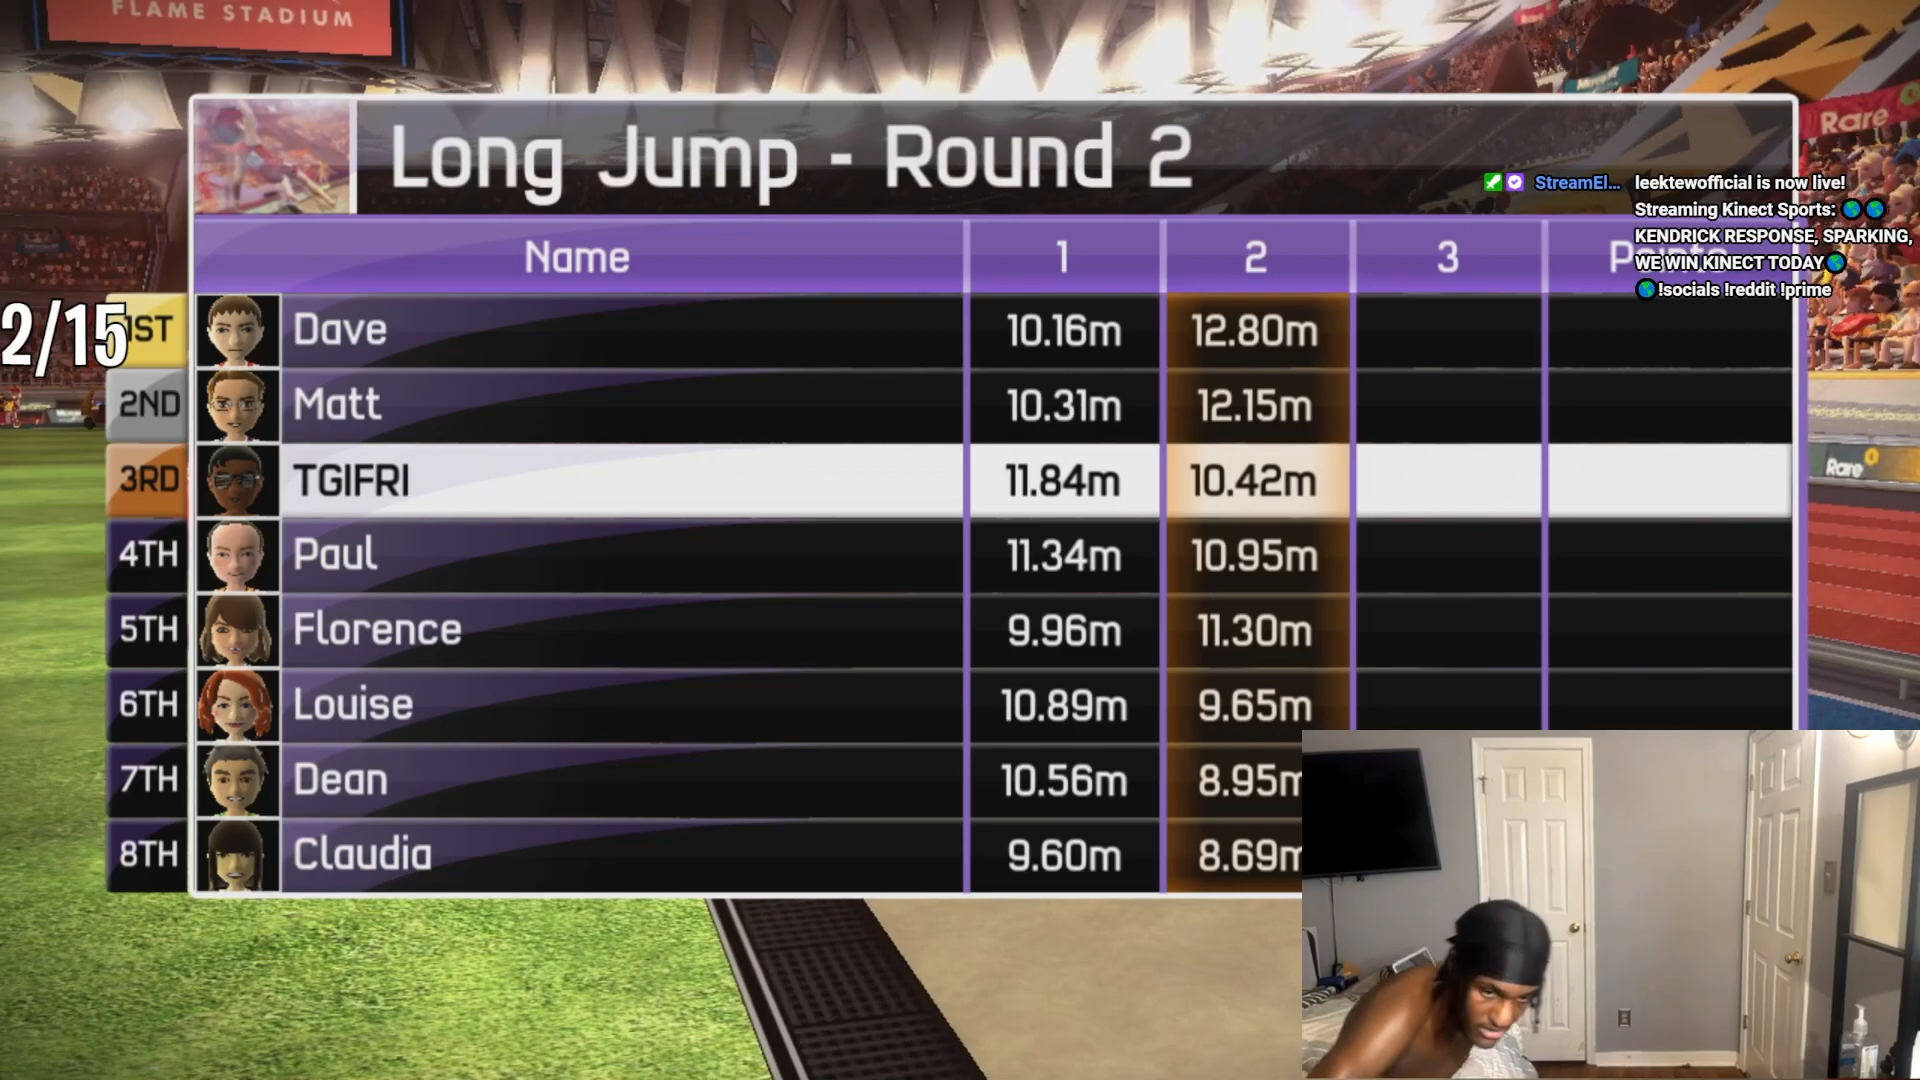 FLAME STADIUM
Long Jump - Round 2
Rare
StreamEl... leektewofficial is now live!
Streaming Kinect Sports: 🌎🌎
KENDRICK RESPONSE, SPARKING,
WE WIN KINECT TODAY🌎
🌎!socials !reddit !prime
Name 1 2 3
2/15
1ST Dave 10.16m 12.80m
2ND Matt 10.31m 12.15m
3RD TGIFRI 11.84m 10.42m
Rare
4TH Paul 11.34m 10.95m
5TH Florence 9.96m 11.30m
6TH Louise 10.89m 9.65m
7TH Dean 10.56m 8.95m
8TH Claudia 9.60m 8.69m